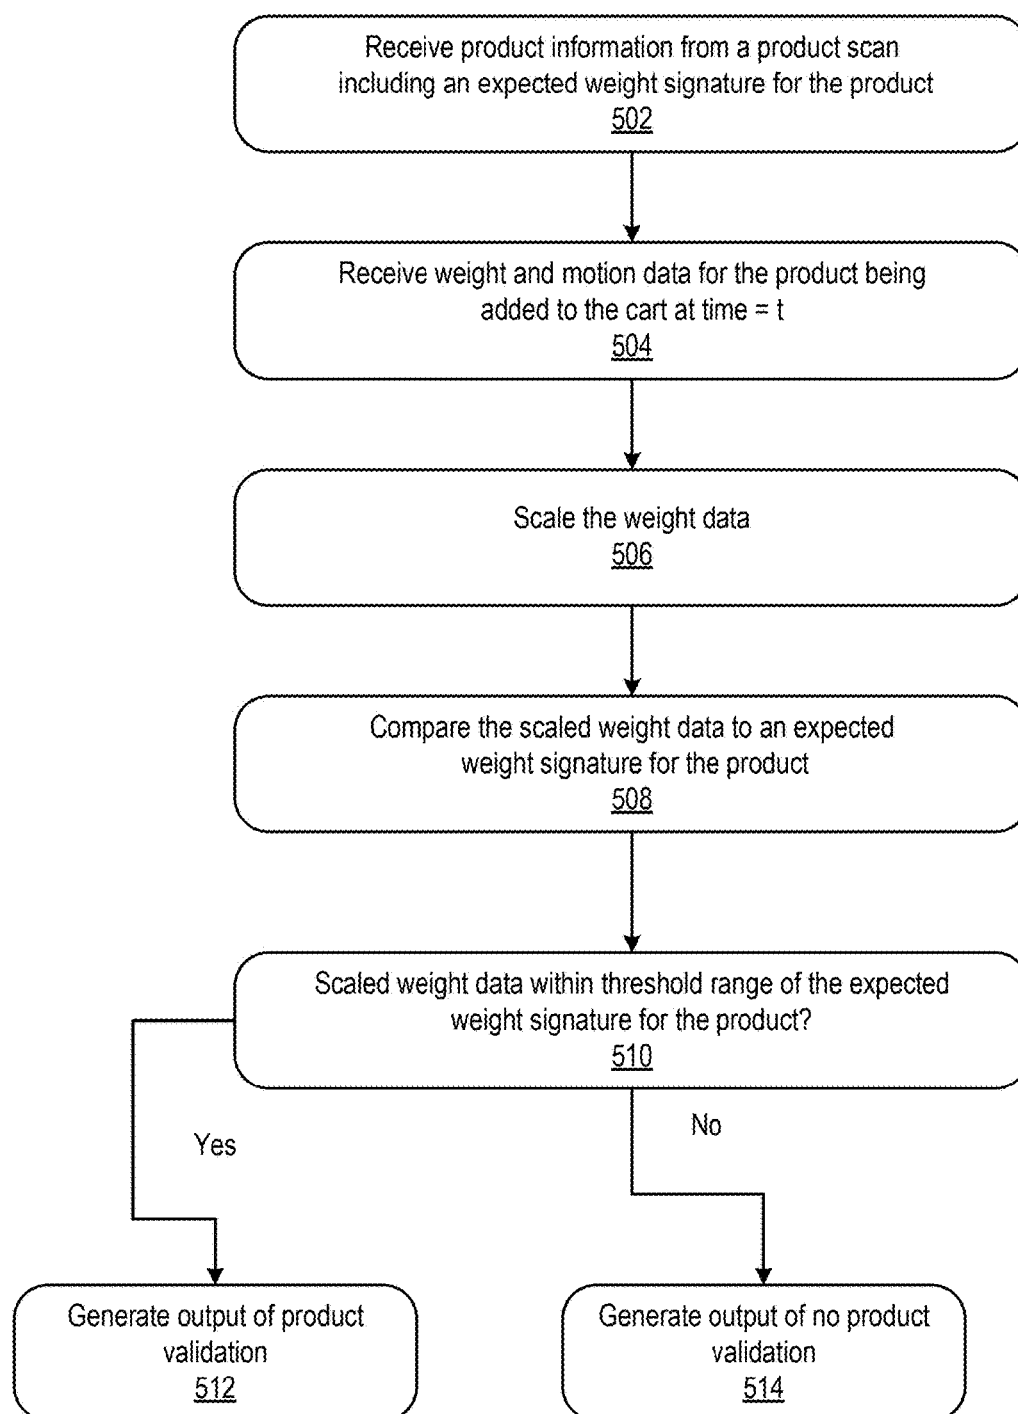 Receive product information from a product scan
including an expected weight signature for the product
502
Receive weight and motion data for the product being
added to the cart at time = t
504
Scale the weight data
506
Compare the scaled weight data to an expected
weight signature for the product
508
Scaled weight data within threshold range of the expected
weight signature for the product?
510
Yes
No
Generate output of product
validation
512
Generate output of no product
validation
514